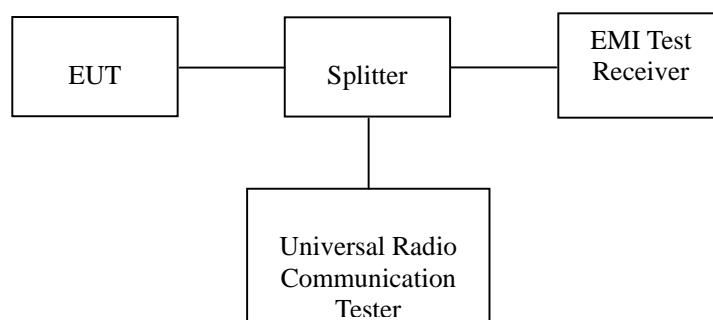 EUT
Splitter
EMI Test
Receiver
Universal Radio
Communication
Tester